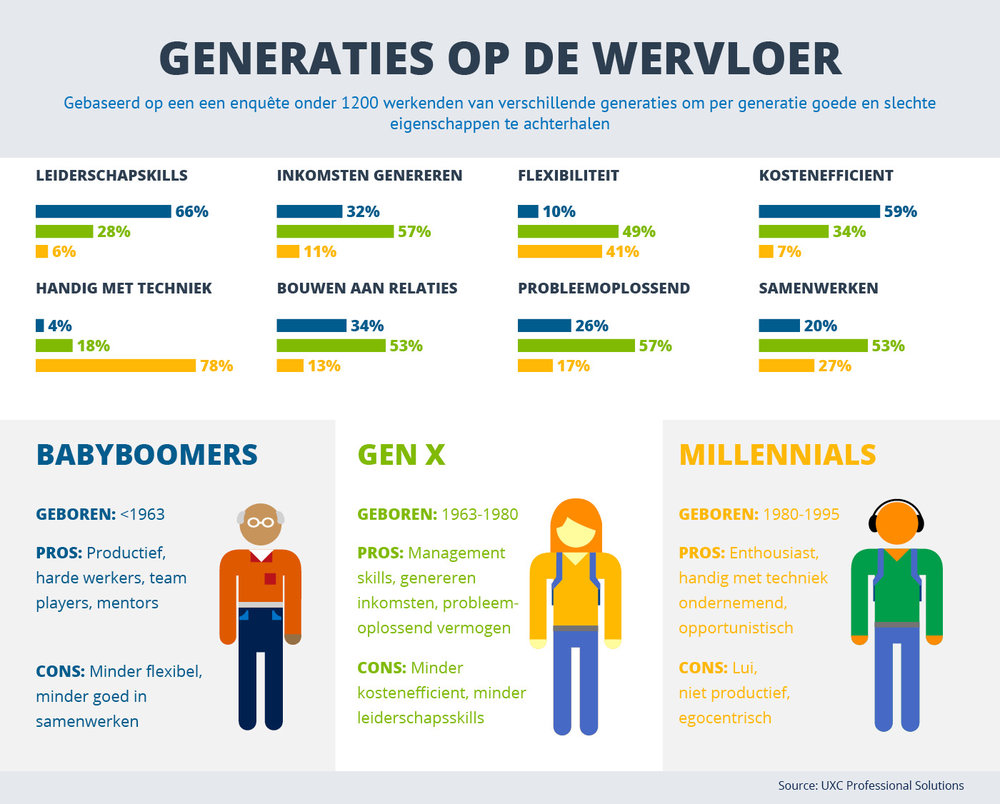 GENERATIES OP DE WERVLOER
Gebaseerd op een een enquête onder 1200 werkenden van verschillende generaties om per generatie goede en slechte
eigenschappen te achterhalen
LEIDERSCHAPSKILLS
66%
28%
6%
INKOMSTEN GENEREREN
32%
57%
11%
FLEXIBILITEIT
10%
49%
41%
KOSTENEFFICIENT
59%
34%
7%
HANDIG MET TECHNIEK
4%
18%
78%
BOUWEN AAN RELATIES
34%
53%
13%
PROBLEEMOPLOSSEND
26%
57%
17%
SAMENWERKEN
20%
53%
27%
BABYBOOMERS
GEBOREN: <1963
PROS: Productief,
harde werkers, team
players, mentors
CONS: Minder flexibel,
minder goed in
samenwerken
GEN X
GEBOREN: 1963-1980
PROS: Management
skills, genereren
inkomsten, probleem-
oplossend vermogen
CONS: Minder
kostenefficient, minder
leiderschapsskills
MILLENNIALS
GEBOREN: 1980-1995
PROS: Enthousiast,
handig met techniek
ondernemend,
opportunistisch
CONS: Lui,
niet productief,
egocentrisch
Source: UXC Professional Solutions